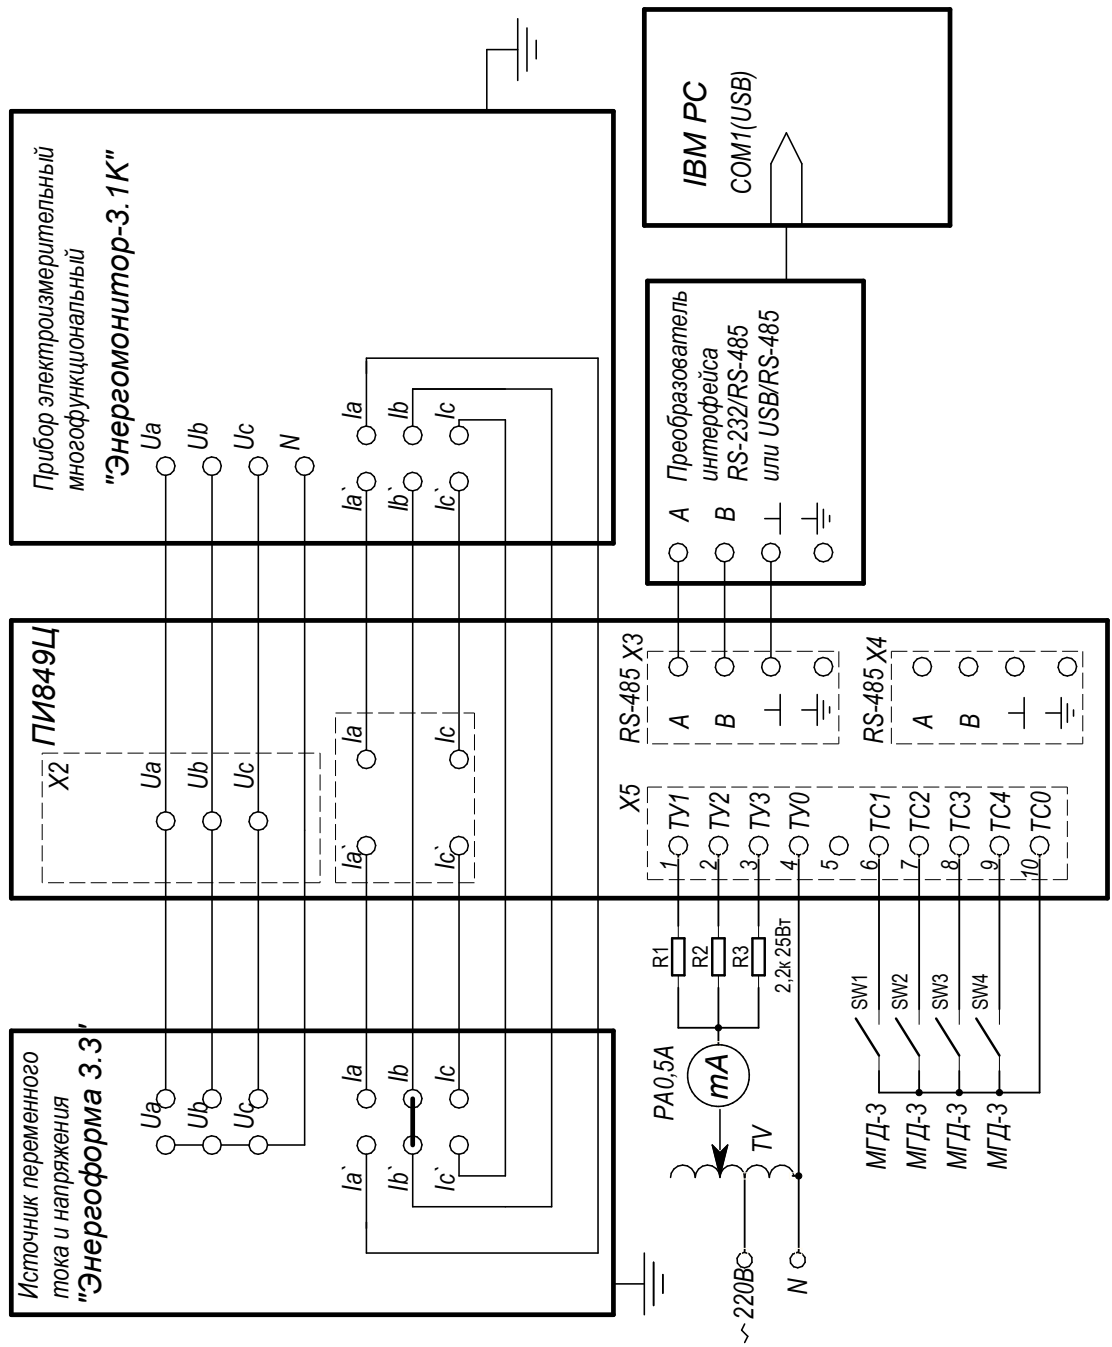 Источник переменного
тока и напряжения
"Энергоформа 3.3"
Ua
Ub
Uc
Ia
Ib
Ic
Ia`
Ib`
Ic`
ПИ849Ц
X2
Ua
Ub
Uc
Ia
Ic
Ia`
Ic`
Прибор электроизмерительный
многофункциональный
"Энергомонитор-3.1К"
Ua
Ub
Uc
N
Ia
Ib
Ic
Ia`
Ib`
Ic`
~220В
N
TV
PA0,5A
mA
R1
R2
R3
2,2к 25Вт
X5
1 ТУ1
2 ТУ2
3 ТУ3
4 ТУ0
5
6 ТС1
7 ТС2
8 ТС3
9 ТС4
10 ТС0
МГД-3
МГД-3
МГД-3
МГД-3
SW1
SW2
SW3
SW4
RS-485 X3
A
B
RS-485 X4
A
B
Преобразователь
интерфейса
RS-232/RS-485
или USB/RS-485
A
B
IBM PC
COM1(USB)